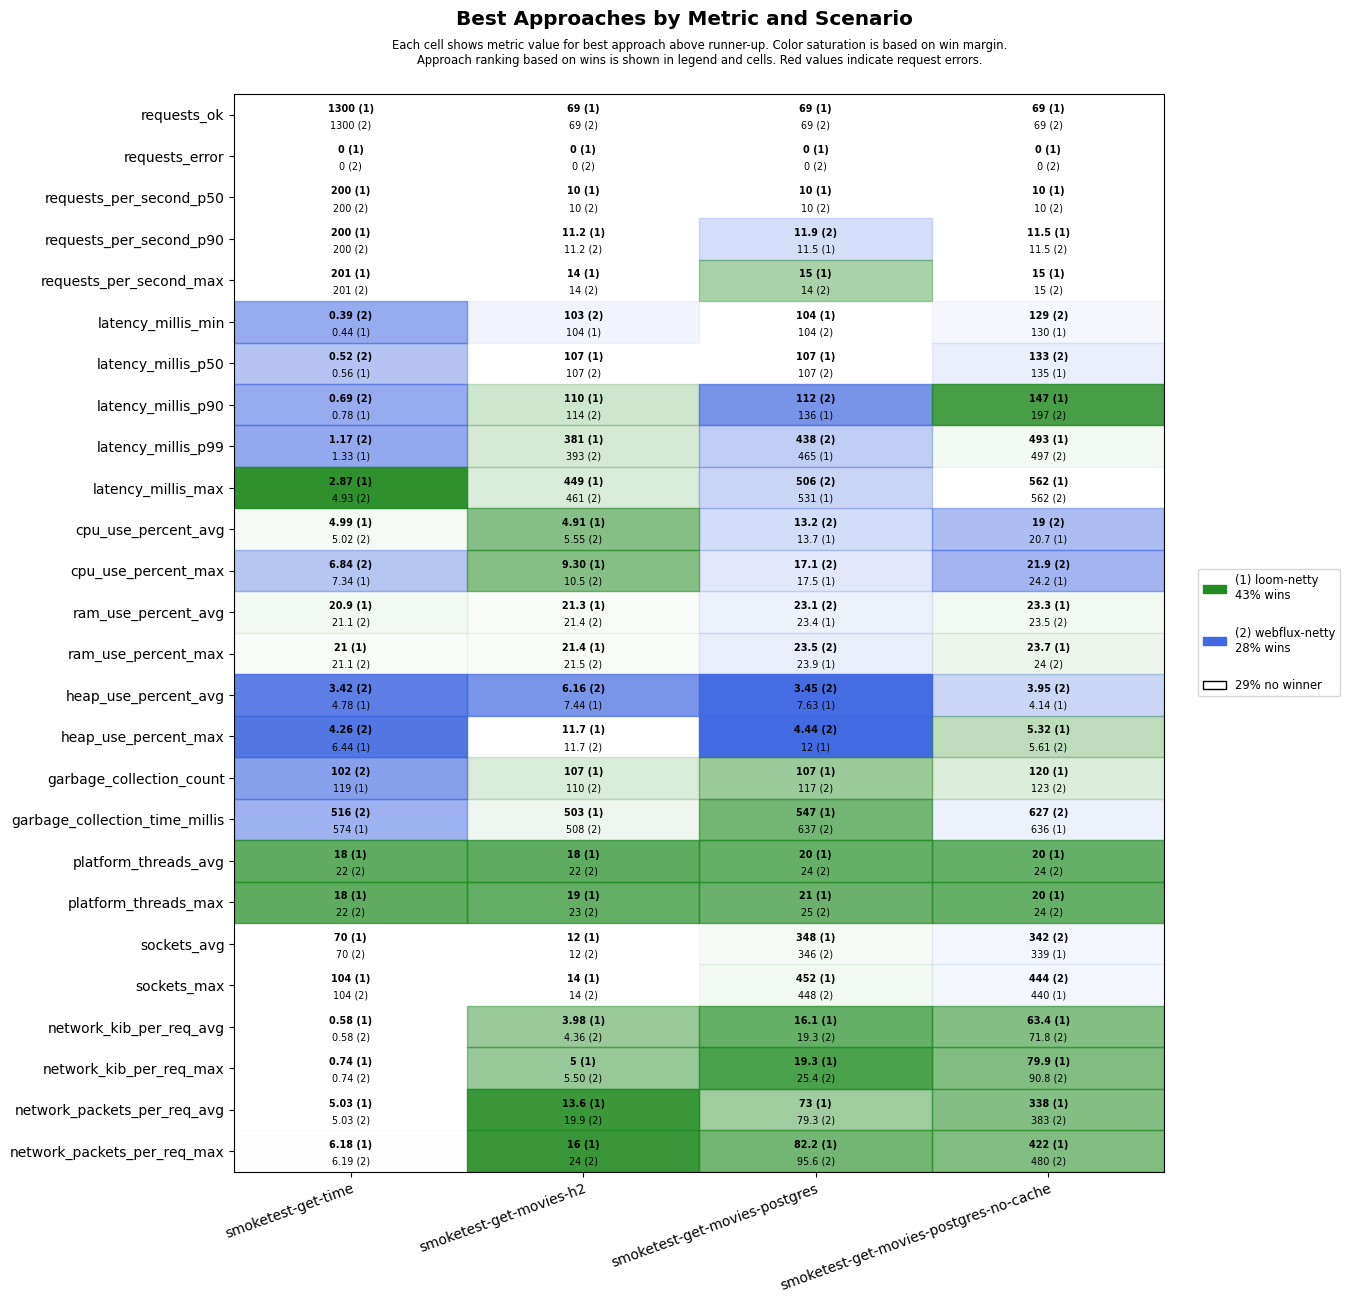 Best Approaches by Metric and Scenario
Each cell shows metric value for best approach above runner-up. Color saturation is based on win margin.
Approach ranking based on wins is shown in legend and cells. Red values indicate request errors.
requests_ok
1300 (1) 69 (1) 69 (1) 69 (1)
1300 (2) 69 (2) 69 (2) 69 (2)
requests_error
0 (1) 0 (1) 0 (1) 0 (1)
0 (2) 0 (2) 0 (2) 0 (2)
requests_per_second_p50
200 (1) 10 (1) 10 (1) 10 (1)
200 (2) 10 (2) 10 (2) 10 (2)
requests_per_second_p90
200 (1) 11.2 (1) 11.9 (2) 11.5 (1)
200 (2) 11.2 (2) 11.5 (1) 11.5 (2)
requests_per_second_max
201 (1) 14 (1) 15 (1) 15 (1)
201 (2) 14 (2) 14 (2) 15 (2)
latency_millis_min
0.39 (2) 103 (2) 104 (1) 129 (2)
0.44 (1) 104 (1) 104 (2) 130 (1)
latency_millis_p50
0.52 (2) 107 (1) 107 (1) 133 (2)
0.56 (1) 107 (2) 107 (2) 135 (1)
latency_millis_p90
0.69 (2) 110 (1) 112 (2) 147 (1)
0.78 (1) 114 (2) 136 (1) 197 (2)
latency_millis_p99
1.17 (2) 381 (1) 438 (2) 493 (1)
1.33 (1) 393 (2) 465 (1) 497 (2)
latency_millis_max
2.87 (1) 449 (1) 506 (2) 562 (1)
4.93 (2) 461 (2) 531 (1) 562 (2)
cpu_use_percent_avg
4.99 (1) 4.91 (1) 13.2 (2) 19 (2)
5.02 (2) 5.55 (2) 13.7 (1) 20.7 (1)
cpu_use_percent_max
6.84 (2) 9.30 (1) 17.1 (2) 21.9 (2)
7.34 (1) 10.5 (2) 17.5 (1) 24.2 (1)
ram_use_percent_avg
20.9 (1) 21.3 (1) 23.1 (2) 23.3 (1)
21.1 (2) 21.4 (2) 23.4 (1) 23.5 (2)
ram_use_percent_max
21 (1) 21.4 (1) 23.5 (2) 23.7 (1)
21.1 (2) 21.5 (2) 23.9 (1) 24 (2)
heap_use_percent_avg
3.42 (2) 6.16 (2) 3.45 (2) 3.95 (2)
4.78 (1) 7.44 (1) 7.63 (1) 4.14 (1)
heap_use_percent_max
4.26 (2) 11.7 (1) 4.44 (2) 5.32 (1)
6.44 (1) 11.7 (2) 12 (1) 5.61 (2)
garbage_collection_count
102 (2) 107 (1) 107 (1) 120 (1)
119 (1) 110 (2) 117 (2) 123 (2)
garbage_collection_time_millis
516 (2) 503 (1) 547 (1) 627 (2)
574 (1) 508 (2) 637 (2) 636 (1)
platform_threads_avg
18 (1) 18 (1) 20 (1) 20 (1)
22 (2) 22 (2) 24 (2) 24 (2)
platform_threads_max
18 (1) 19 (1) 21 (1) 20 (1)
22 (2) 23 (2) 25 (2) 24 (2)
sockets_avg
70 (1) 12 (1) 348 (1) 342 (2)
70 (2) 12 (2) 346 (2) 339 (1)
sockets_max
104 (1) 14 (1) 452 (1) 444 (2)
104 (2) 14 (2) 448 (2) 440 (1)
network_kib_per_req_avg
0.58 (1) 3.98 (1) 16.1 (1) 63.4 (1)
0.58 (2) 4.36 (2) 19.3 (2) 71.8 (2)
network_kib_per_req_max
0.74 (1) 5 (1) 19.3 (1) 79.9 (1)
0.74 (2) 5.50 (2) 25.4 (2) 90.8 (2)
network_packets_per_req_avg
5.03 (1) 13.6 (1) 73 (1) 338 (1)
5.03 (2) 19.9 (2) 79.3 (2) 383 (2)
network_packets_per_req_max
6.18 (1) 16 (1) 82.2 (1) 422 (1)
6.19 (2) 24 (2) 95.6 (2) 480 (2)
smoketest-get-time
smoketest-get-movies-h2
smoketest-get-movies-postgres
smoketest-get-movies-postgres-no-cache
(1) loom-netty
43% wins
(2) webflux-netty
28% wins
29% no winner